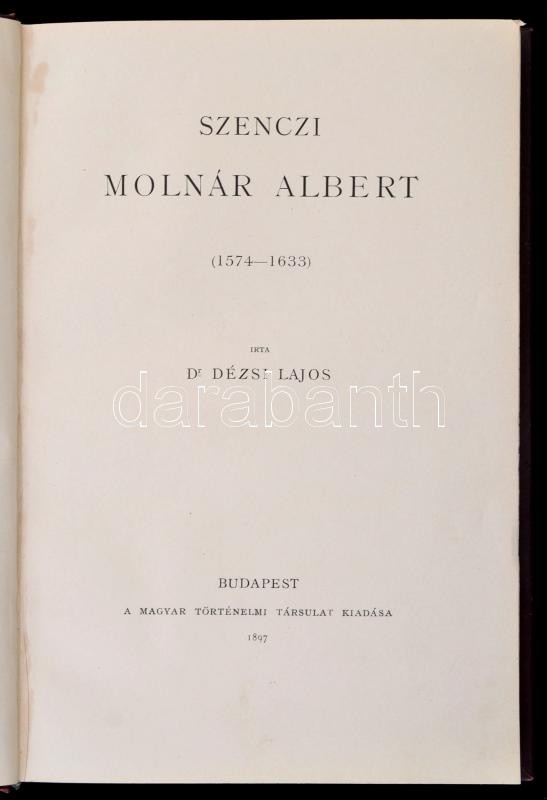 SZENCZI
MOLNÁR ALBERT
(1574—1633)
IRTA
Dr DÉZSI LAJOS
darabanth
BUDAPEST
A MAGYAR TÖRTÉNELMI TÁRSULAT KIADÁSA
1897